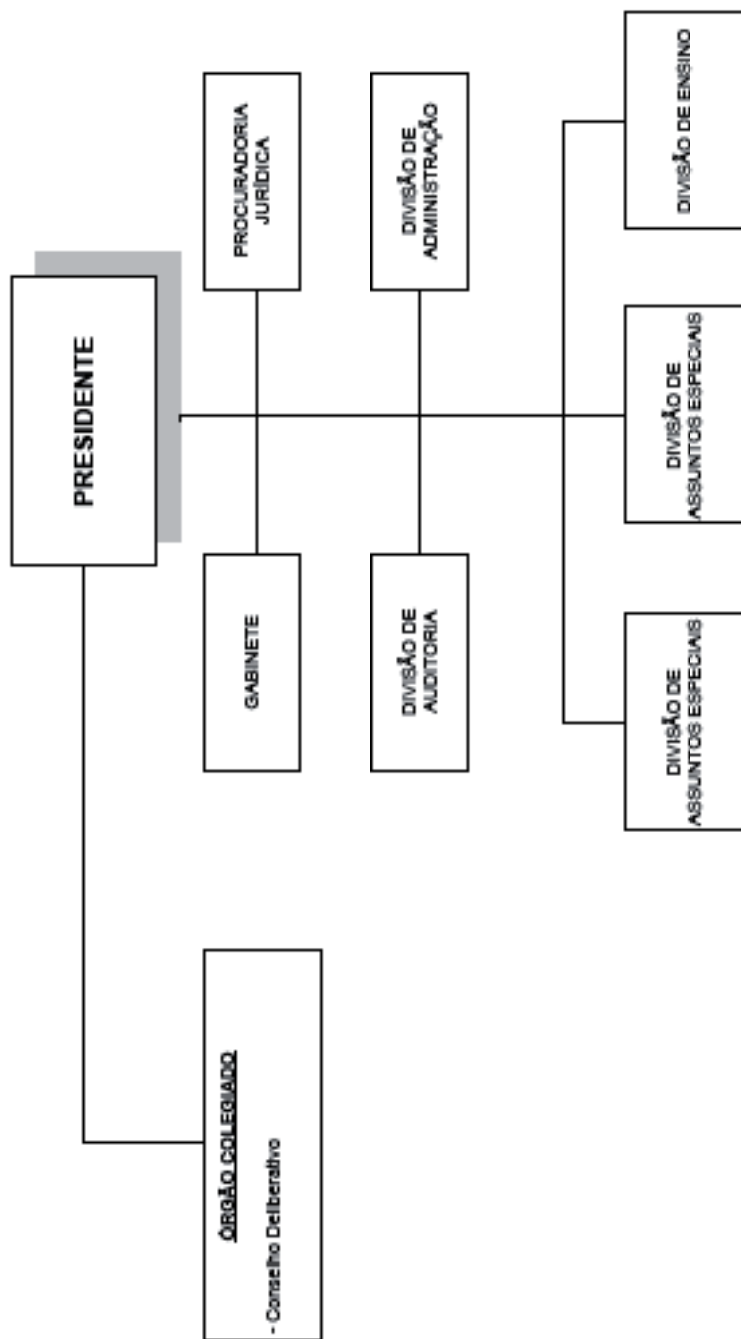 PRESIDENTE
ÓRGÃO COLEGIADO
- Conselho Deliberativo
GABINETE
PROCURADORIA
JURÍDICA
DIVISÃO DE
AUDITORIA
DIVISÃO DE
ADMINISTRAÇÃO
DIVISÃO DE
ASSUNTOS ESPECIAIS
DIVISÃO DE
ASSUNTOS ESPECIAIS
DIVISÃO DE ENSINO